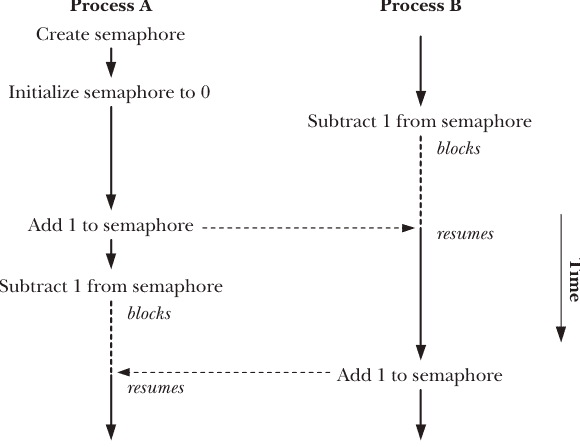 Process A
Process B
Create semaphore
Initialize semaphore to 0
Subtract 1 from semaphore
blocks
Add 1 to semaphore
resumes
Subtract 1 from semaphore
blocks
Time
Add 1 to semaphore
resumes